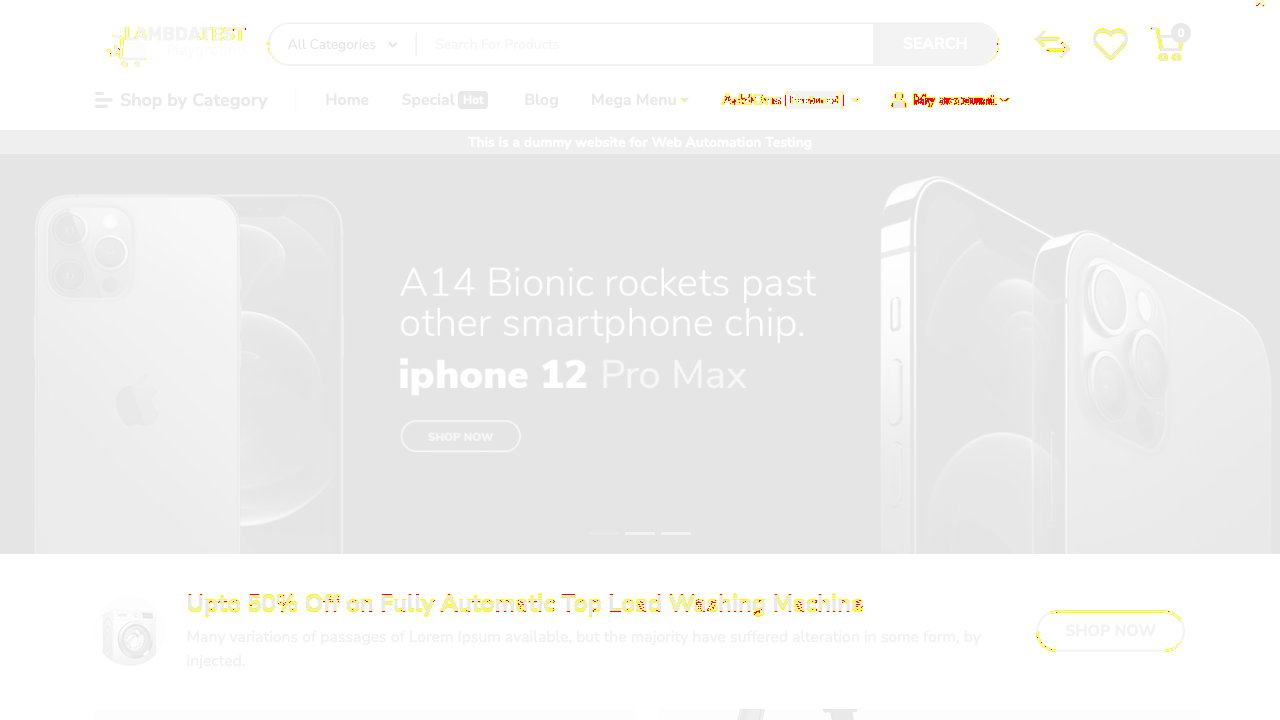 LAMBDATEST
Playground
All Categories
Search For Products
SEARCH
0
Shop by Category
Home
Special Hot
Blog
Mega Menu
AddOns Featured
My account
This is a dummy website for Web Automation Testing
A14 Bionic rockets past
other smartphone chip.
iphone 12 Pro Max
SHOP NOW
Upto 50% Off on Fully Automatic Top Load Washing Machine
Many variations of passages of Lorem Ipsum available, but the majority have suffered alteration in some form, by
injected.
SHOP NOW